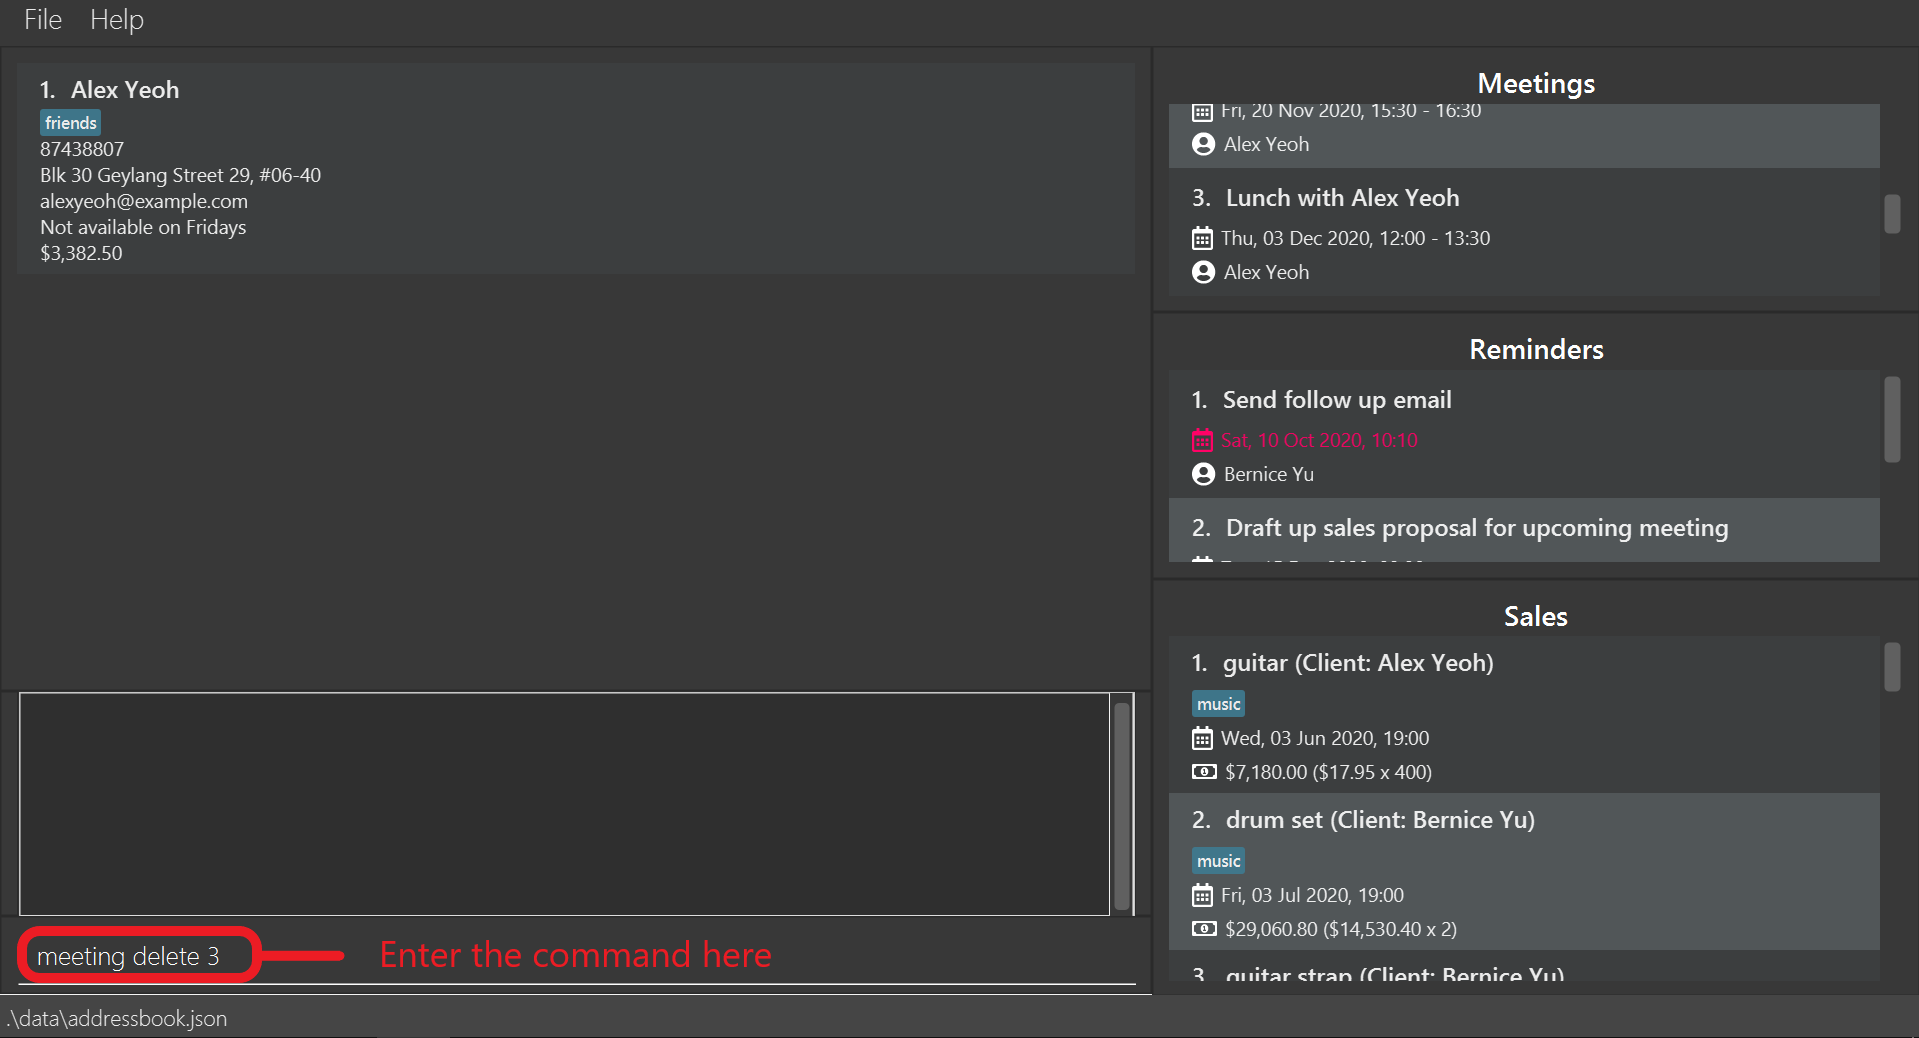 File Help
1. Alex Yeoh
friends
87438807
Blk 30 Geylang Street 29, #06-40
alexyeoh@example.com
Not available on Fridays
$3,382.50
meeting delete 3
Enter the command here
.\data\addressbook.json
Meetings
Fri, 20 Nov 2020, 15:30 - 16:30
Alex Yeoh
3. Lunch with Alex Yeoh
Thu, 03 Dec 2020, 12:00 - 13:30
Alex Yeoh
Reminders
1. Send follow up email
Sat, 10 Oct 2020, 10:10
Bernice Yu
2. Draft up sales proposal for upcoming meeting
Sales
1. guitar (Client: Alex Yeoh)
music
Wed, 03 Jun 2020, 19:00
$7,180.00 ($17.95 x 400)
2. drum set (Client: Bernice Yu)
music
Fri, 03 Jul 2020, 19:00
$29,060.80 ($14,530.40 x 2)
3. guitar strap (Client: Bernice Yu)